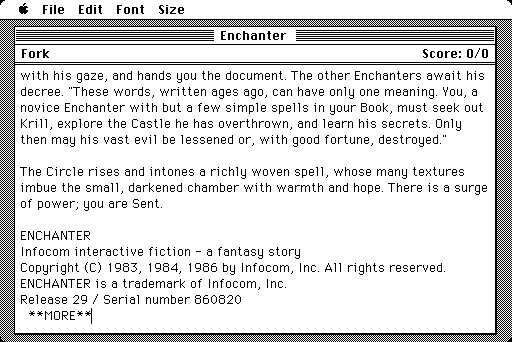 File Edit Font Size
Enchanter
Fork Score: 0/0
with his gaze, and hands you the document. The other Enchanters await his
decree. "These words, written ages ago, can have only one meaning. You, a
novice Enchanter with but a few simple spells in your Book, must seek out
Krill, explore the Castle he has overthrown, and learn his secrets. Only
then may his vast evil be lessened or, with good fortune, destroyed."
The Circle rises and intones a richly woven spell, whose many textures
imbue the small, darkened chamber with warmth and hope. There is a surge
of power; you are Sent.
ENCHANTER
Infocom interactive fiction - a fantasy story
Copyright (C) 1983, 1984, 1986 by Infocom, Inc. All rights reserved.
ENCHANTER is a trademark of Infocom, Inc.
Release 29 / Serial number 860820
**MORE**